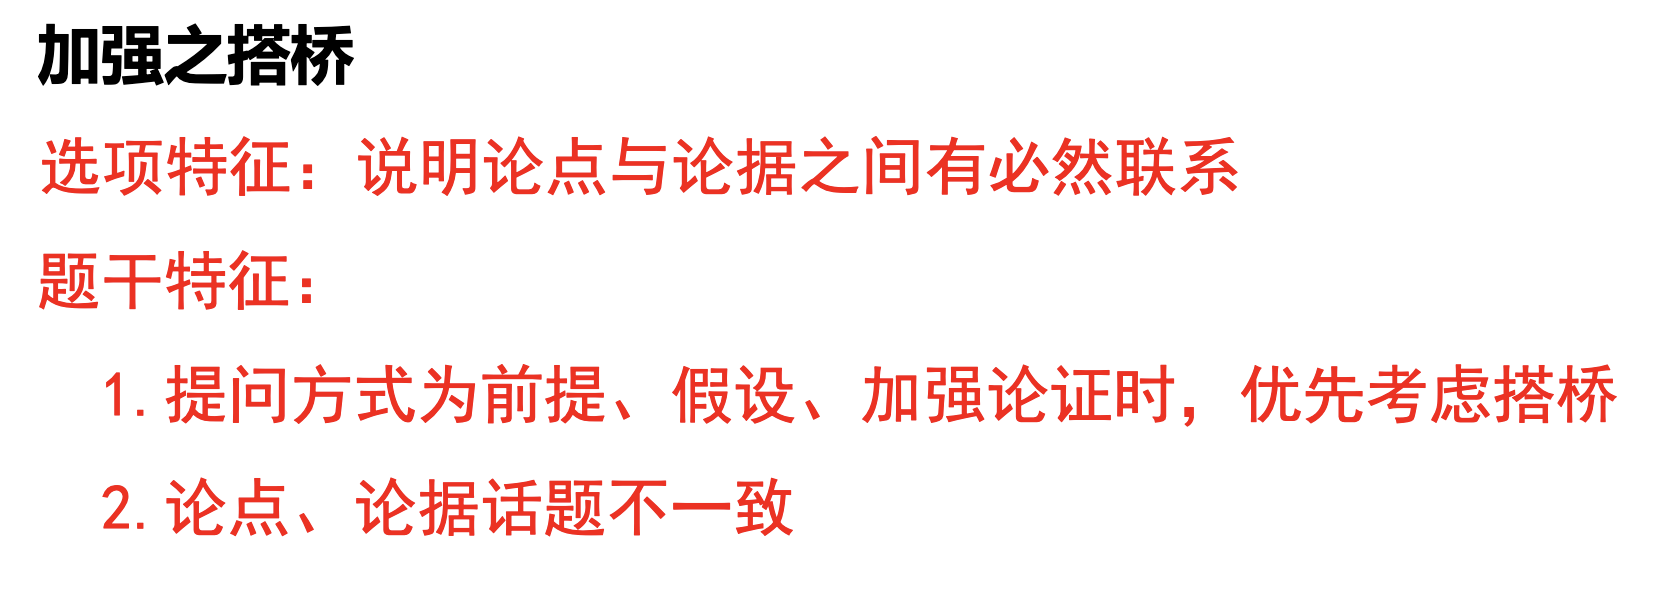 加强之搭桥
选项特征：说明论点与论据之间有必然联系
题干特征：
1.提问方式为前提、假设、加强论证时，优先考虑搭桥
2.论点、论据话题不一致